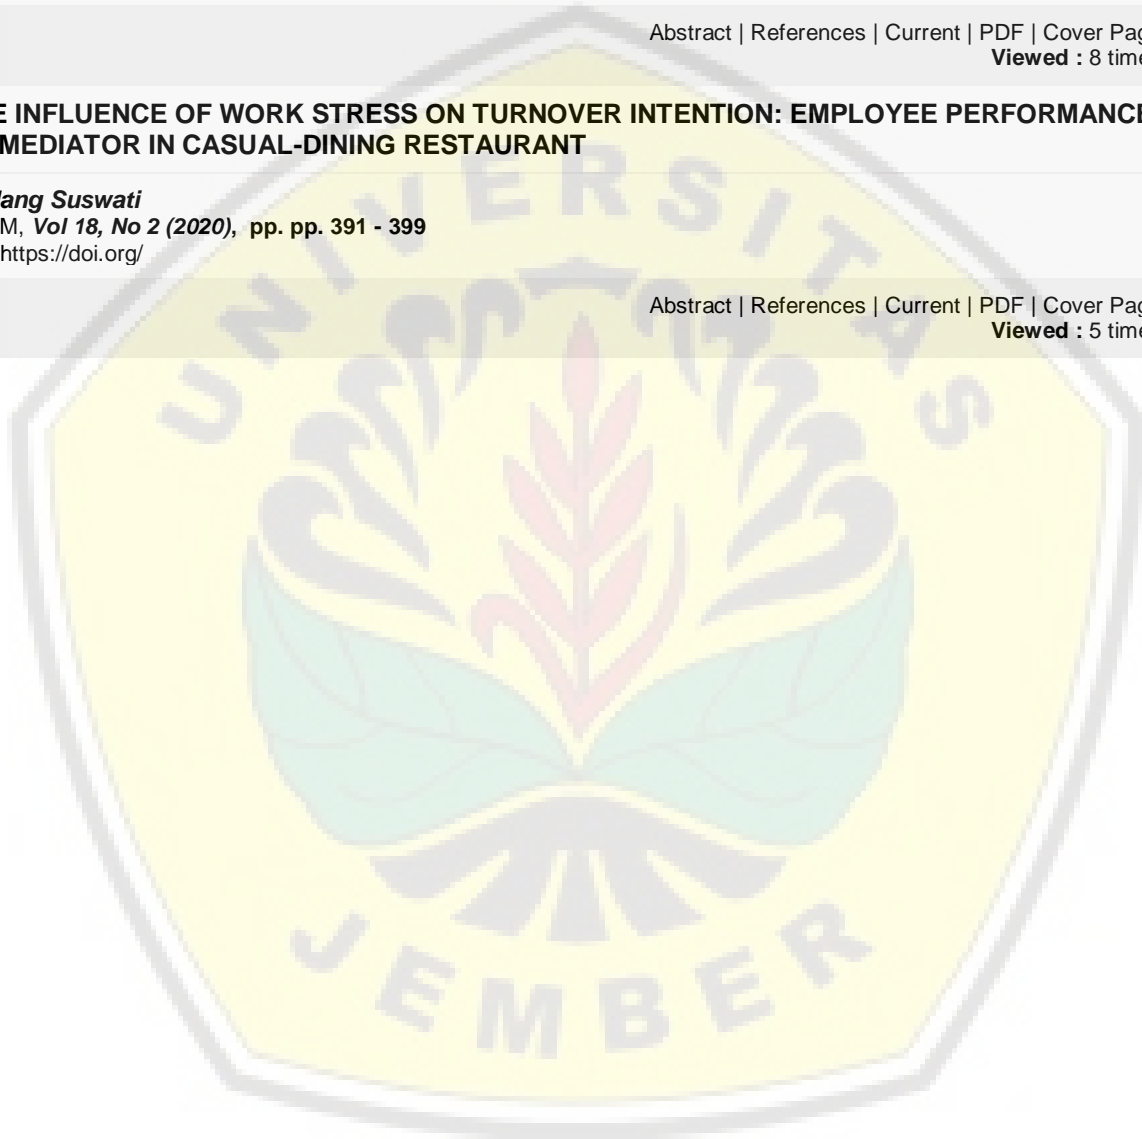 Abstract | References | Current | PDF | Cover Pag
Viewed : 8 time
E INFLUENCE OF WORK STRESS ON TURNOVER INTENTION: EMPLOYEE PERFORMANCE
MEDIATOR IN CASUAL-DINING RESTAURANT
lang Suswati
M, Vol 18, No 2 (2020), pp. pp. 391 - 399
https://doi.org/
Abstract | References | Current | PDF | Cover Pag
Viewed : 5 time
UNIVERSITAS
JEMBER